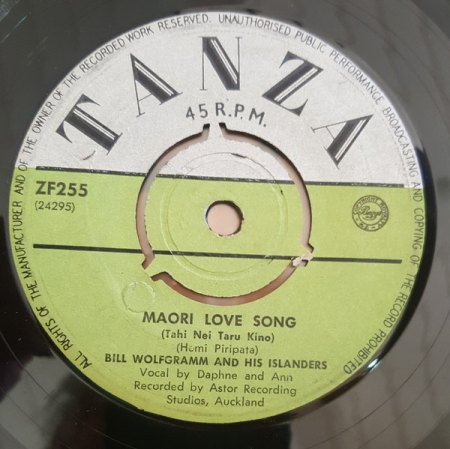 ALL RIGHTS OF THE MANUFACTURER AND OF THE OWNER OF THE RECORDED WORK RESERVED. UNAUTHORISED PUBLIC PERFORMANCE BROADCASTING AND COPYING OF THE RECORD PROHIBITED
TANZA
45 R.P.M.
ZF255
(24295)
MAORI LOVE SONG
(Tahi Nei Taru Kino)
(Hemi Piripata)
BILL WOLFGRAMM AND HIS ISLANDERS
Vocal by Daphne and Ann
Recorded by Astor Recording
Studios, Auckland